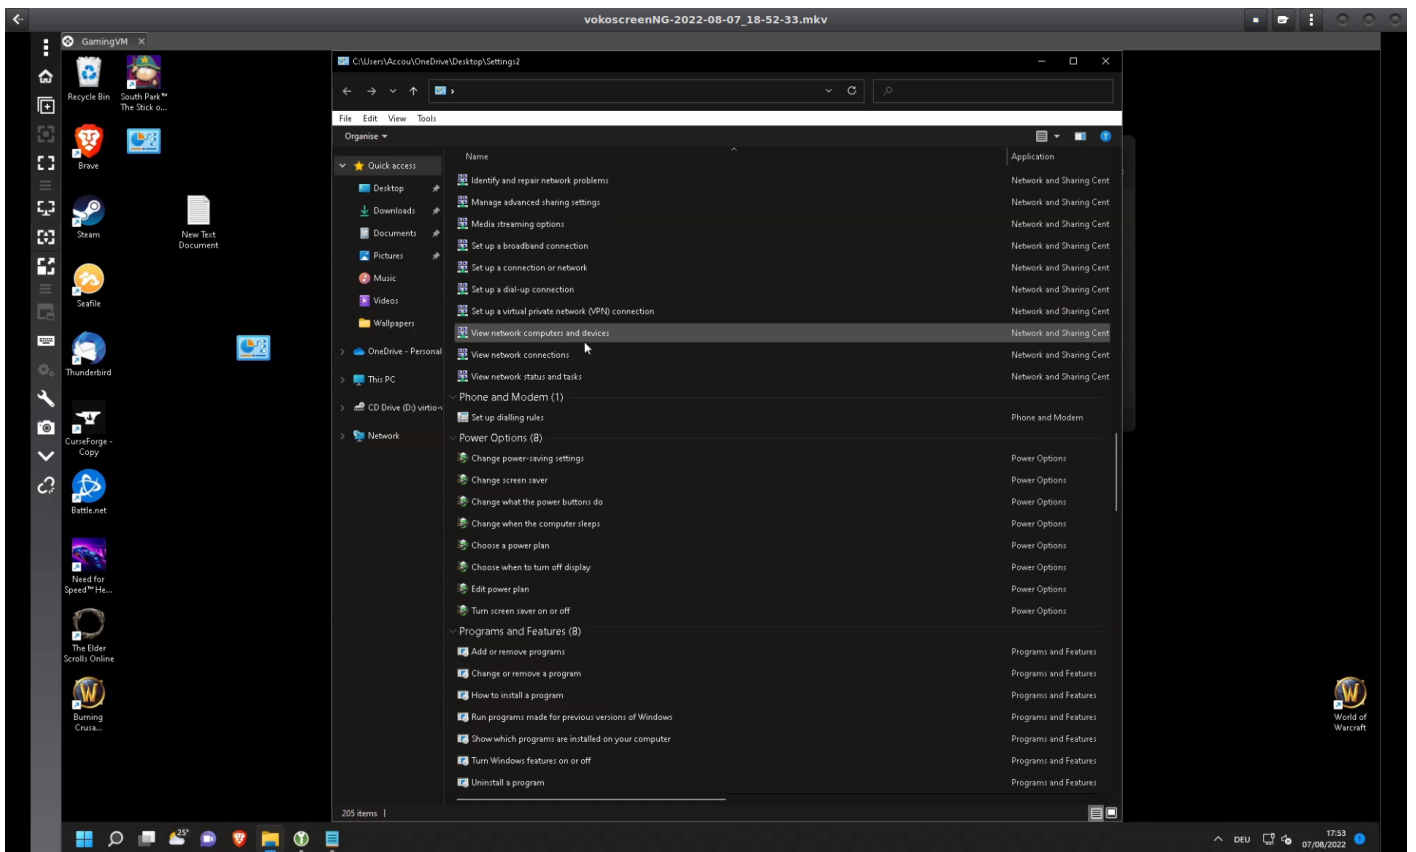 vokoscreenNG-2022-08-07_18-52-33.mkv
GamingVM
C:\Users\Accou\OneDrive\Desktop\Settings2
File Edit View Tools
Organise
Recycle Bin
South Park™
The Stick o...
Brave
Steam
New Text
Document
Seafile
Thunderbird
CurseForge -
Copy
Battle.net
Need for
Speed™ He...
The Elder
Scrolls Online
Burning
Crusa...
World of
Warcraft
Quick access
Desktop
Downloads
Documents
Pictures
Music
Videos
Wallpapers
OneDrive - Personal
This PC
CD Drive (D:) virtio-
Network
Name Application
Identify and repair network problems Network and Sharing Cent
Manage advanced sharing settings Network and Sharing Cent
Media streaming options Network and Sharing Cent
Set up a broadband connection Network and Sharing Cent
Set up a connection or network Network and Sharing Cent
Set up a dial-up connection Network and Sharing Cent
Set up a virtual private network (VPN) connection Network and Sharing Cent
View network computers and devices Network and Sharing Cent
View network connections Network and Sharing Cent
View network status and tasks Network and Sharing Cent
Phone and Modem (1)
Set up dialling rules Phone and Modem
Power Options (8)
Change power-saving settings Power Options
Change screen saver Power Options
Change what the power buttons do Power Options
Change when the computer sleeps Power Options
Choose a power plan Power Options
Choose when to turn off display Power Options
Edit power plan Power Options
Turn screen saver on or off Power Options
Programs and Features (8)
Add or remove programs Programs and Features
Change or remove a program Programs and Features
How to install a program Programs and Features
Run programs made for previous versions of Windows Programs and Features
Show which programs are installed on your computer Programs and Features
Turn Windows features on or off Programs and Features
Uninstall a program Programs and Features
205 items
25°
DEU
17:53
07/08/2022
1